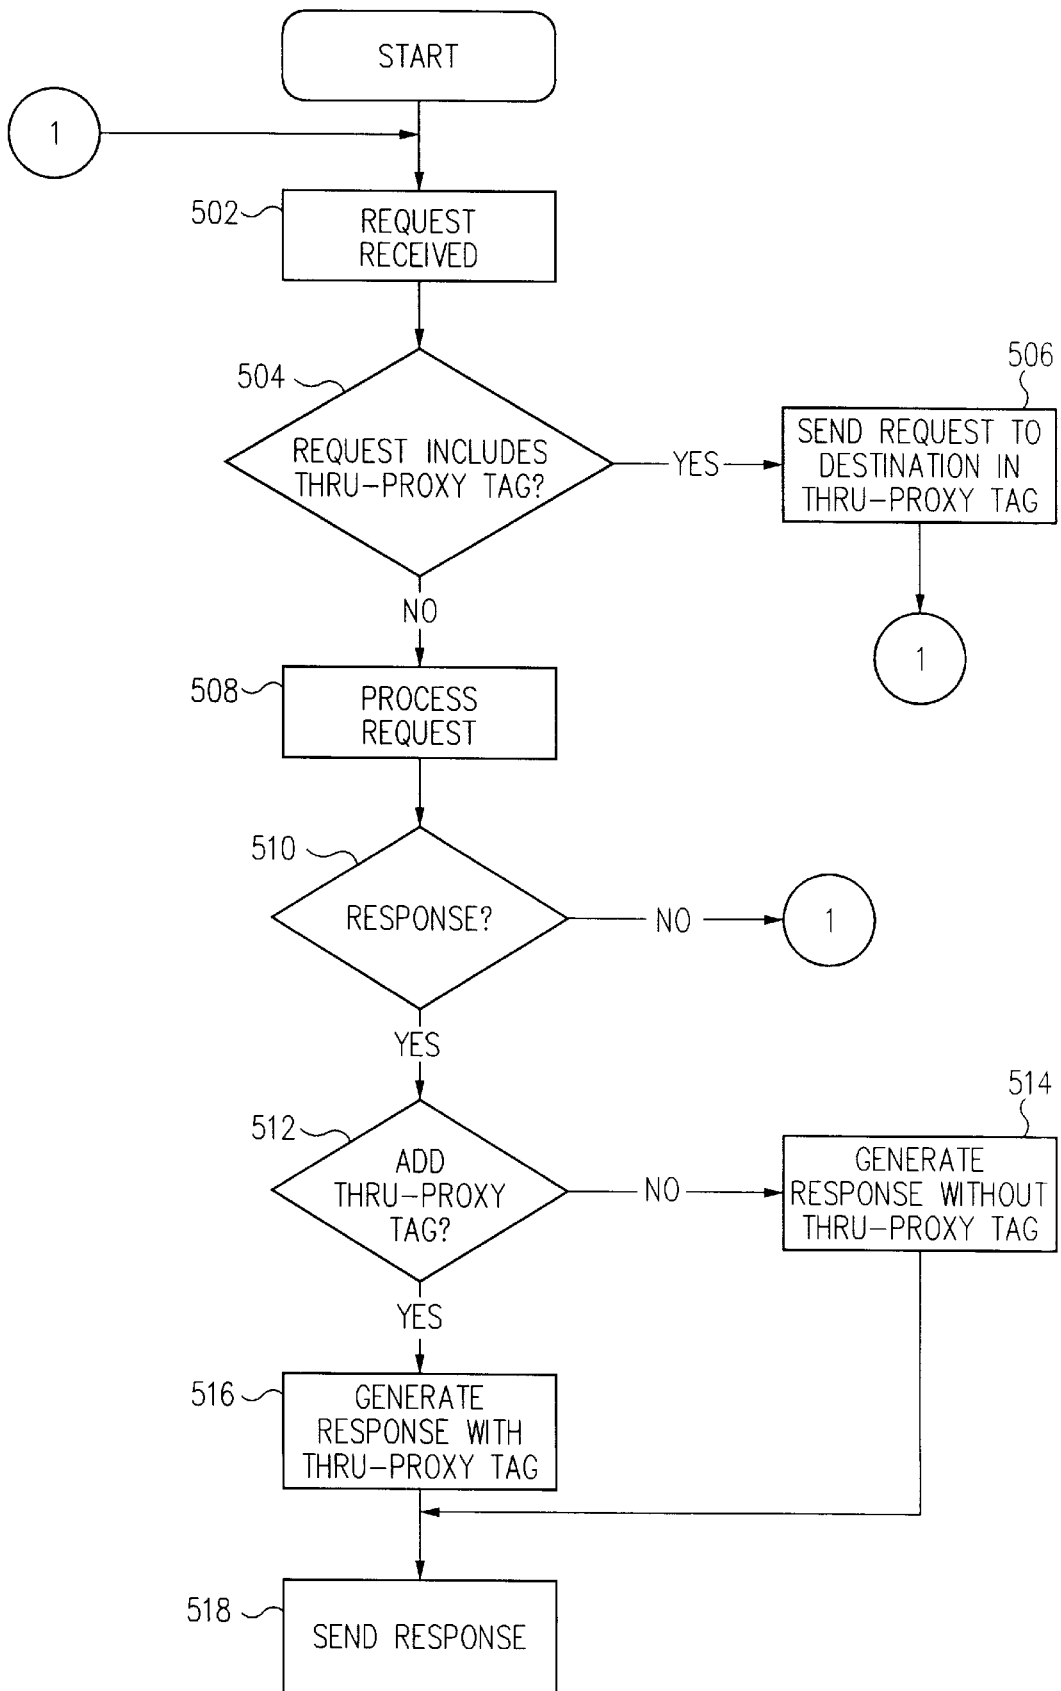 START
1
502
REQUEST
RECEIVED
504
REQUEST INCLUDES
THRU-PROXY TAG?
YES
506
SEND REQUEST TO
DESTINATION IN
THRU-PROXY TAG
1
NO
508
PROCESS
REQUEST
510
RESPONSE?
NO
1
YES
512
ADD
THRU-PROXY
TAG?
NO
514
GENERATE
RESPONSE WITHOUT
THRU-PROXY TAG
YES
516
GENERATE
RESPONSE WITH
THRU-PROXY TAG
518
SEND RESPONSE